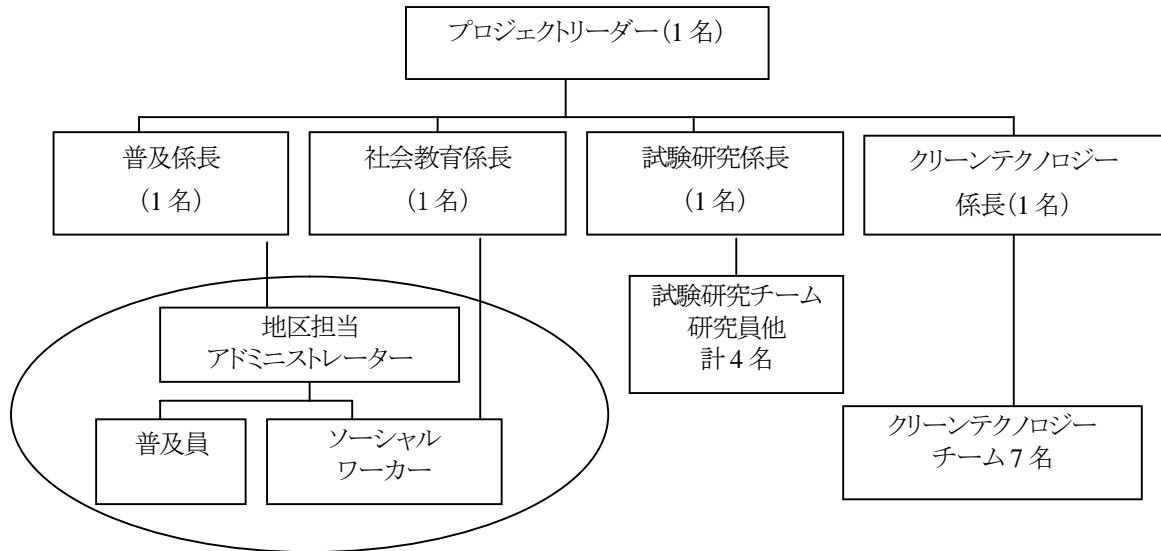 プロジェクトリーダー(1名)
普及係長
(1名)
社会教育係長
(1名)
試験研究係長
(1名)
クリーンテクノロジー
係長(1名)
地区担当
アドミニストレーター
普及員
ソーシャル
ワーカー
試験研究チーム
研究員他
計4名
クリーンテクノロジー
チーム7名